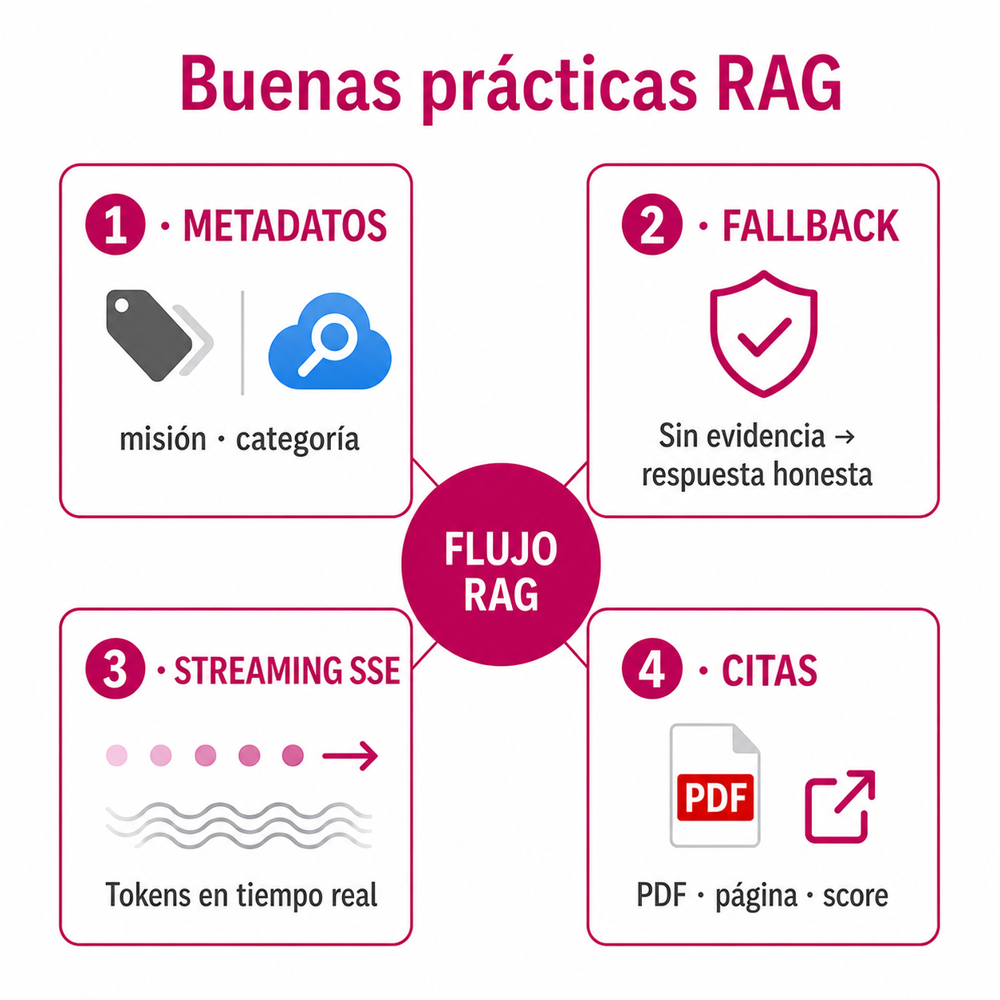 Buenas prácticas RAG
1 · METADATOS
misión · categoría
2 · FALLBACK
Sin evidencia →
respuesta honesta
FLUJO
RAG
3 · STREAMING SSE
Tokens en tiempo real
4 · CITAS
PDF
PDF · página · score